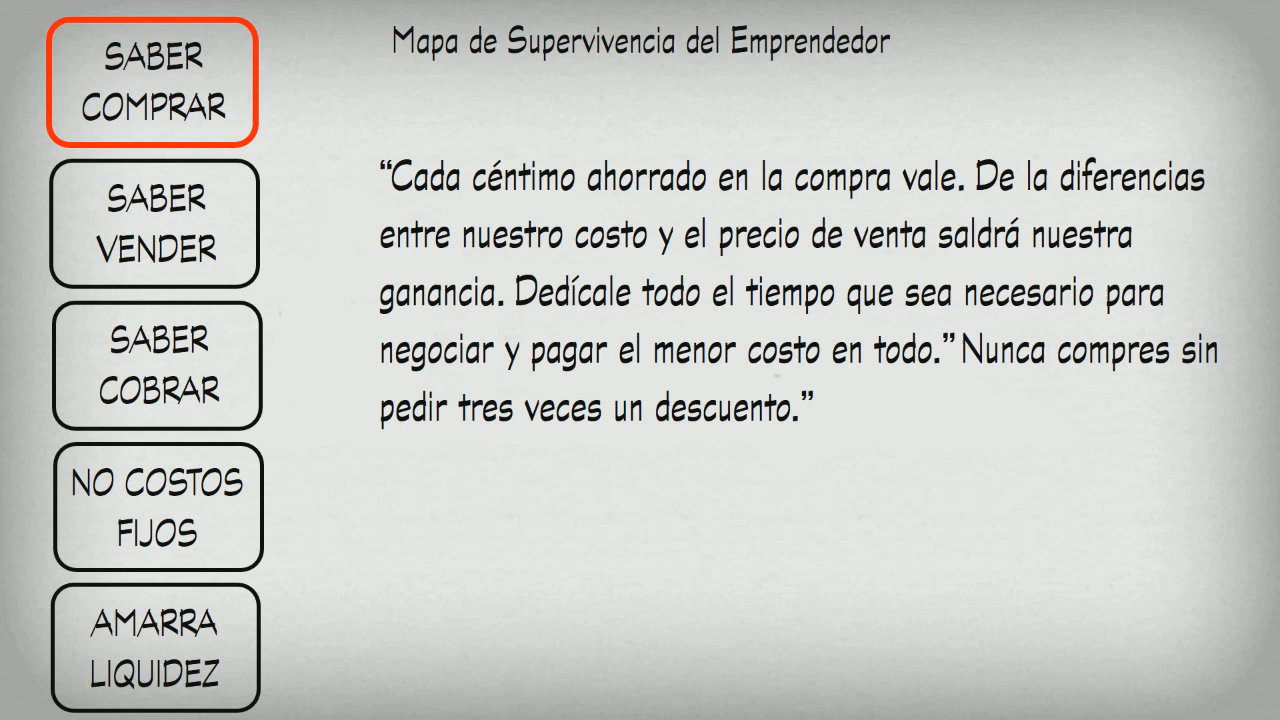 Mapa de Supervivencia del Emprendedor
SABER
COMPRAR
SABER
VENDER
SABER
COBRAR
NO COSTOS
FIJOS
AMARRA
LIQUIDEZ
“Cada céntimo ahorrado en la compra vale. De la diferencias
entre nuestro costo y el precio de venta saldrá nuestra
ganancia. Dedícale todo el tiempo que sea necesario para
negociar y pagar el menor costo en todo.” Nunca compres sin
pedir tres veces un descuento.”